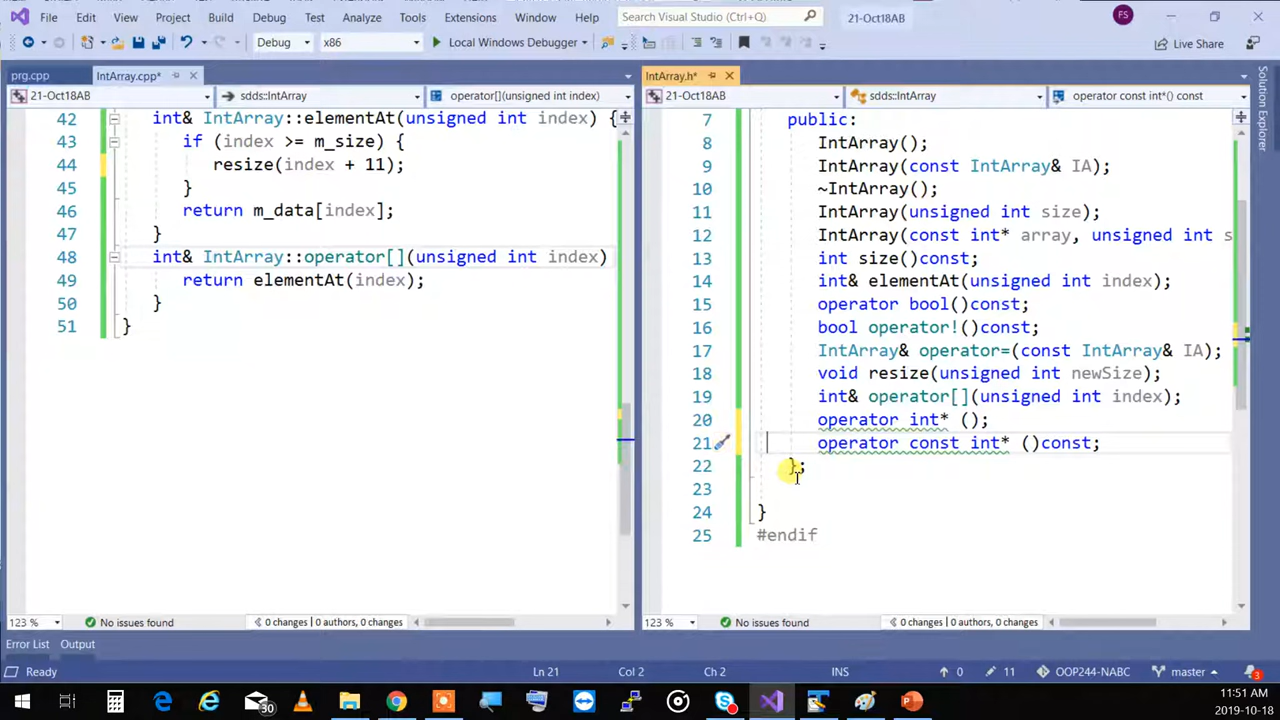 File Edit View Project Build Debug Test Analyze Tools Extensions Window Help Search Visual Studio (Ctrl+Q) 21-Oct18AB FS
Debug x86 Local Windows Debugger Live Share
prg.cpp IntArray.cpp* IntArray.h*
21-Oct18AB sdds::IntArray operator[](unsigned int index) 21-Oct18AB sdds::IntArray operator const int*() const
Solution Explorer
42 int& IntArray::elementAt(unsigned int index) {
43 if (index >= m_size) {
44 resize(index + 11);
45 }
46 return m_data[index];
47 }
48 int& IntArray::operator[](unsigned int index)
49 return elementAt(index);
50 }
51 }
7 public:
8 IntArray();
9 IntArray(const IntArray& IA);
10 ~IntArray();
11 IntArray(unsigned int size);
12 IntArray(const int* array, unsigned int s
13 int size()const;
14 int& elementAt(unsigned int index);
15 operator bool()const;
16 bool operator!()const;
17 IntArray& operator=(const IntArray& IA);
18 void resize(unsigned int newSize);
19 int& operator[](unsigned int index);
20 operator int* ();
21 operator const int* ()const;
22 };
23
24 }
25 #endif
123 % No issues found 0 changes | 0 authors, 0 changes 123 % No issues found 0 changes | 0 authors, 0 changes
Error List Output
Ready Ln 21 Col 2 Ch 2 INS 0 11 OOP244-NABC master 3
30 11:51 AM
2019-10-18